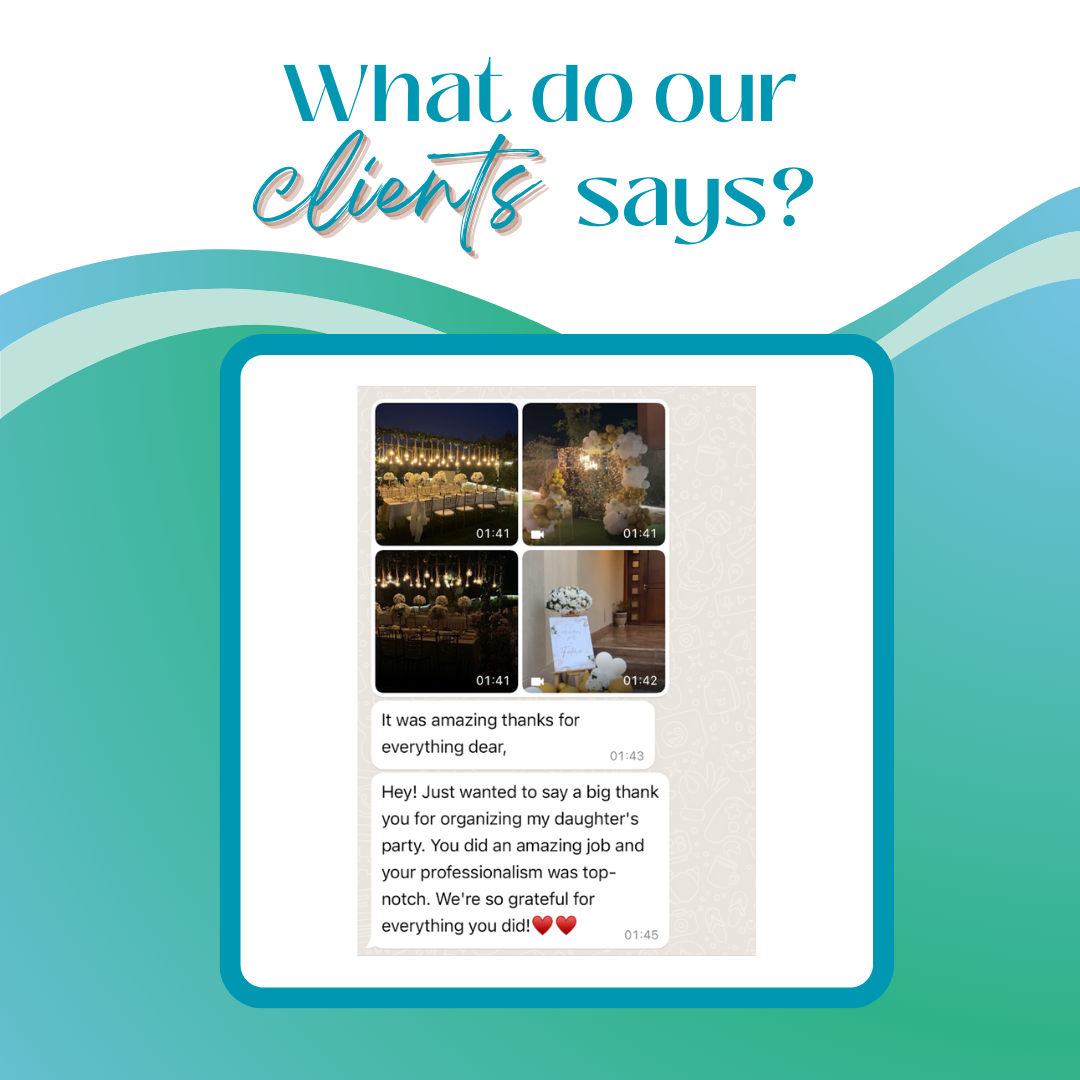 What do our
clients says?
01:41
01:41
01:41
01:42
It was amazing thanks for
everything dear,
01:43
Hey! Just wanted to say a big thank
you for organizing my daughter's
party. You did an amazing job and
your professionalism was top-
notch. We're so grateful for
everything you did!♥️♥️
01:45